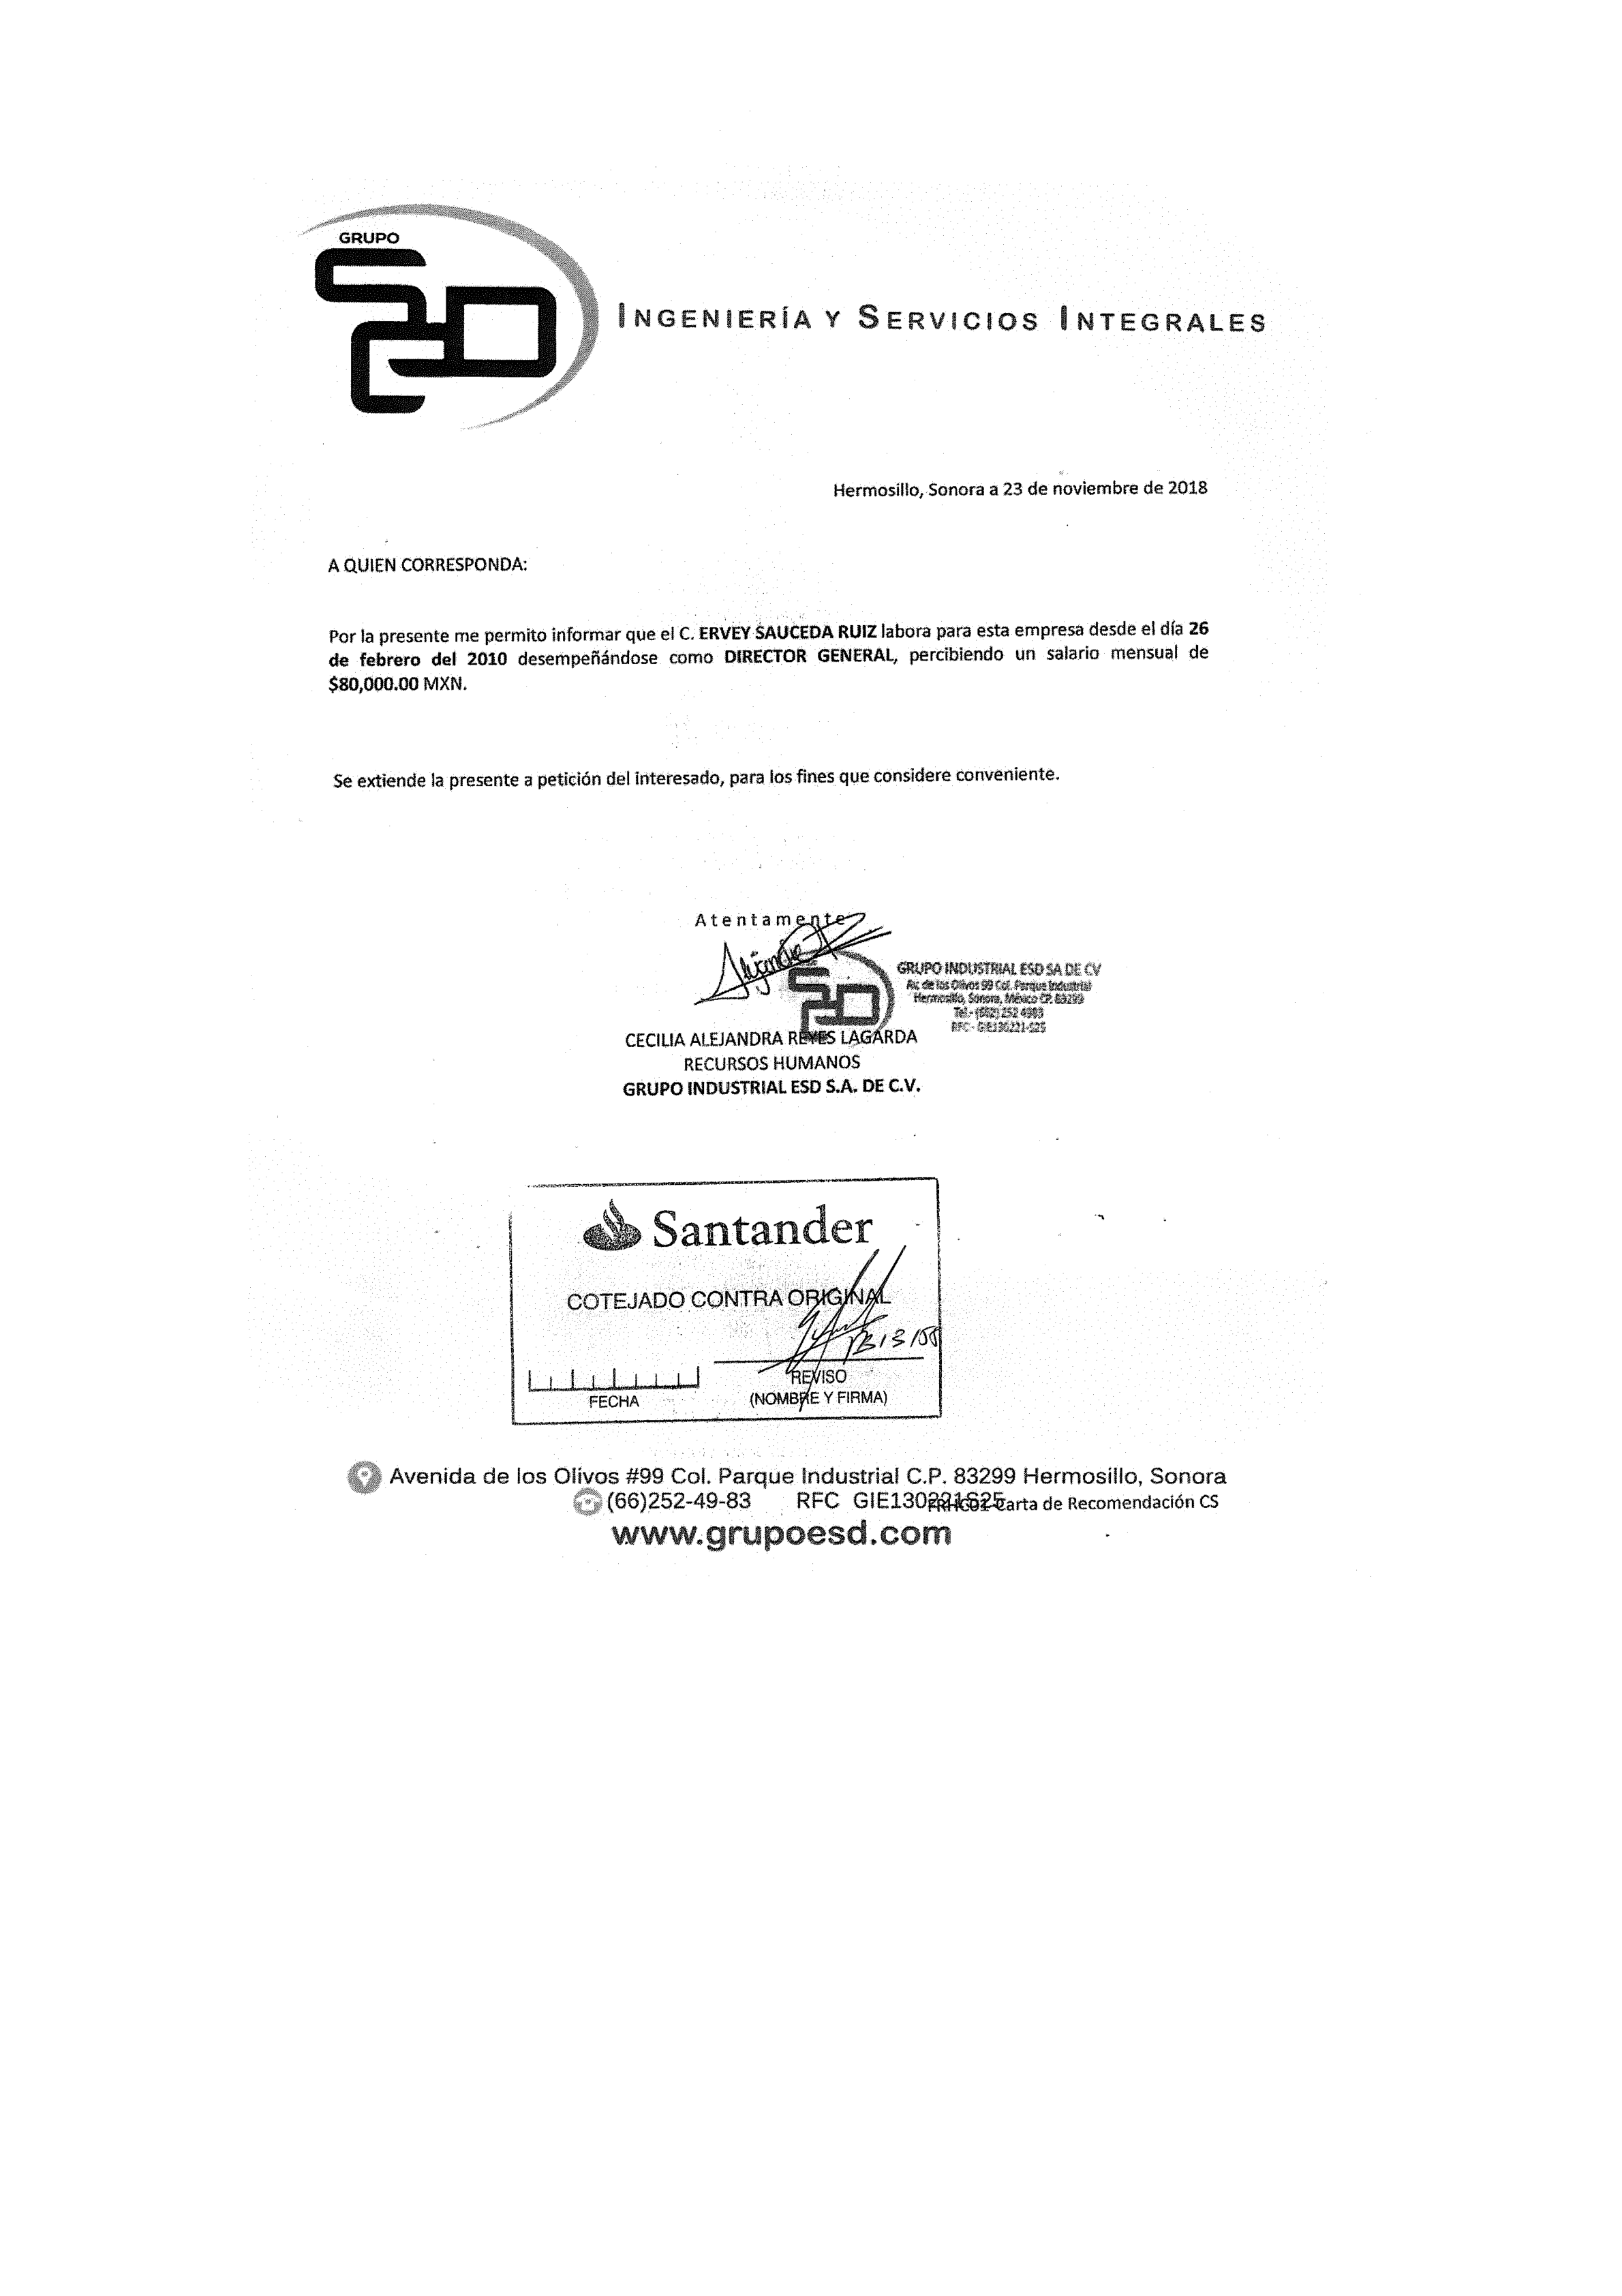 GRUPO
ESD
INGENIERÍA Y SERVICIOS INTEGRALES
Hermosillo, Sonora a 23 de noviembre de 2018
A QUIEN CORRESPONDA:
Por la presente me permito informar que el C. ERVEY SAUCEDA RUIZ labora para esta empresa desde el día 26
de febrero del 2010 desempeñándose como DIRECTOR GENERAL, percibiendo un salario mensual de
$80,000.00 MXN.
Se extiende la presente a petición del interesado, para los fines que considere conveniente.
Atentamente
GRUPO INDUSTRIAL ESD SA DE CV
Av. de los Olivos 99 Col. Parque Industrial
Hermosillo, Sonora, México CP. 83299
Tel.- (662) 252 4983
RFC - GIE130221-S25
CECILIA ALEJANDRA REYES LAGARDA
RECURSOS HUMANOS
GRUPO INDUSTRIAL ESD S.A. DE C.V.
Santander
COTEJADO CONTRA ORIGINAL
REVISO
FECHA
(NOMBRE Y FIRMA)
Avenida de los Olivos #99 Col. Parque Industrial C.P. 83299 Hermosillo, Sonora
(66)252-49-83 RFC GIE130221S25 Carta de Recomendación CS
www.grupoesd.com